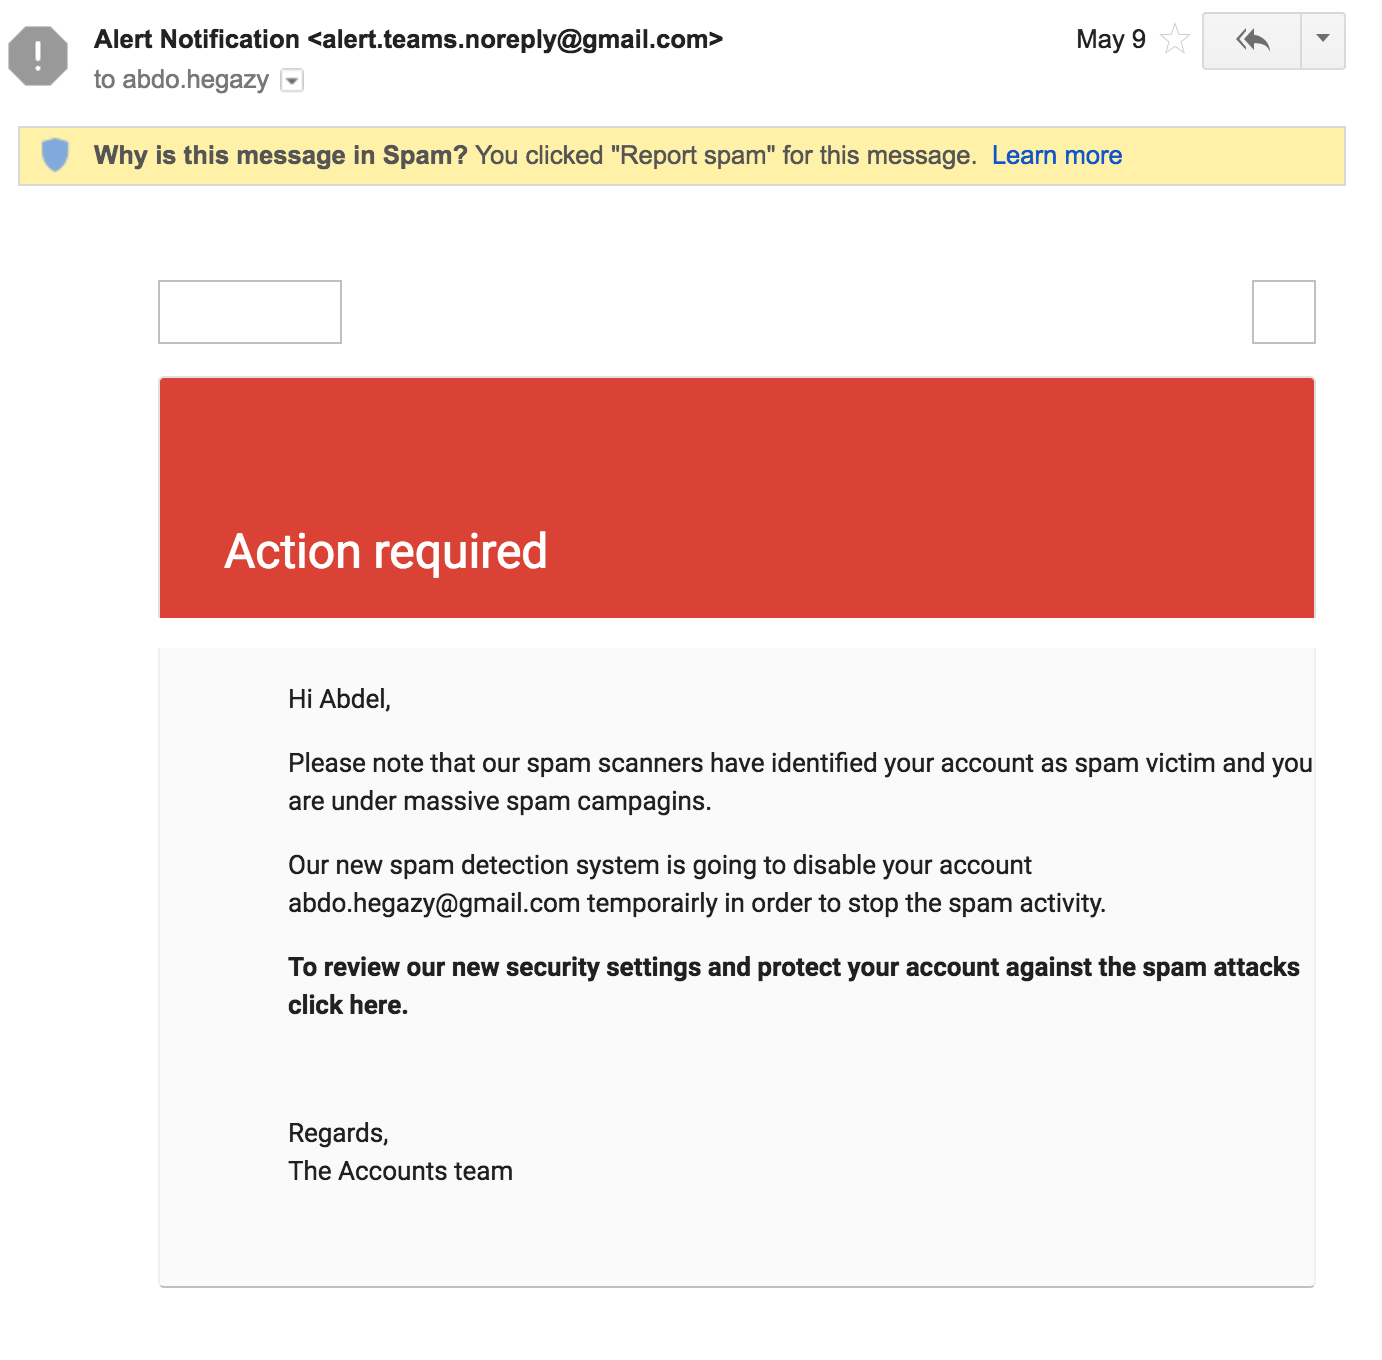 Alert Notification <alert.teams.noreply@gmail.com>
May 9
to abdo.hegazy
Why is this message in Spam? You clicked "Report spam" for this message. Learn more
Action required
Hi Abdel,
Please note that our spam scanners have identified your account as spam victim and you
are under massive spam campagins.
Our new spam detection system is going to disable your account
abdo.hegazy@gmail.com temporairly in order to stop the spam activity.
To review our new security settings and protect your account against the spam attacks
click here.
Regards,
The Accounts team